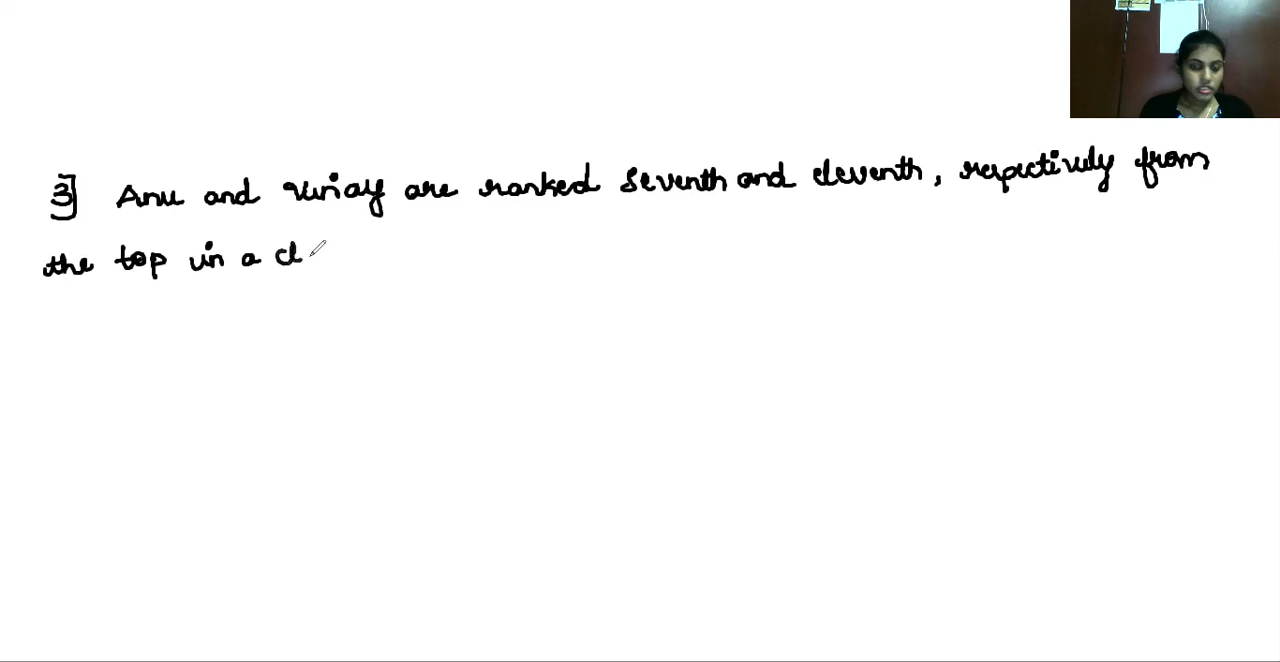 3] Anu and vinay are ranked seventh and eleventh, respectively from
the top in a cl